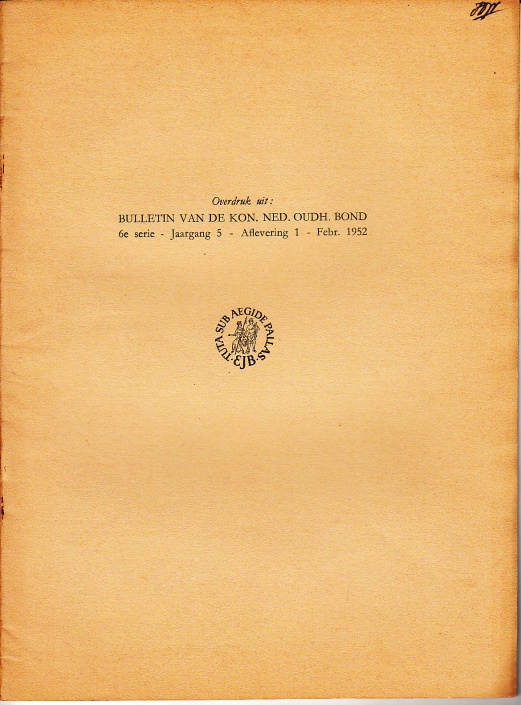 Overdruk uit:
BULLETIN VAN DE KON. NED. OUDH. BOND
6e serie - Jaargang 5 - Aflevering 1 - Febr. 1952
TUTA SUB AEGIDE PALLAS · EJB ·